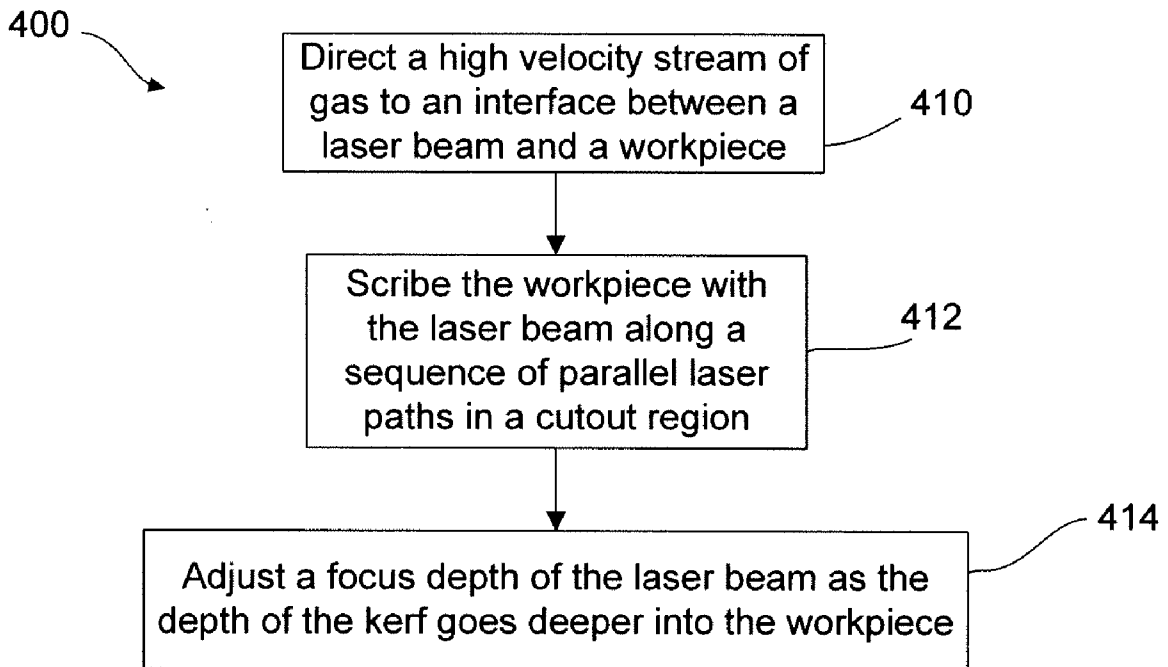 400
Direct a high velocity stream of
gas to an interface between a
laser beam and a workpiece
410
Scribe the workpiece with
the laser beam along a
sequence of parallel laser
paths in a cutout region
412
Adjust a focus depth of the laser beam as the
depth of the kerf goes deeper into the workpiece
414